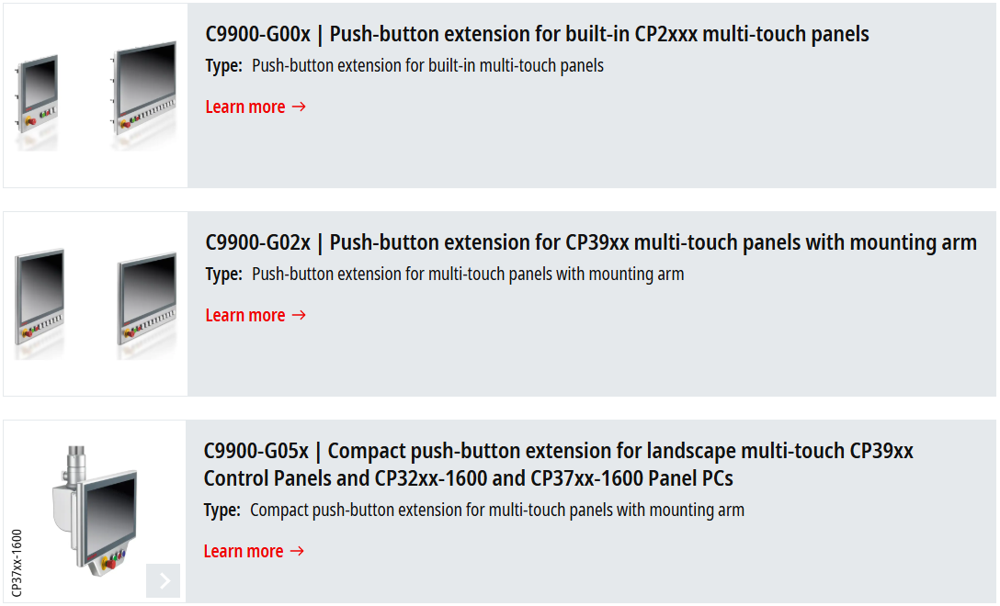 C9900-G00x | Push-button extension for built-in CP2xxx multi-touch panels
Type: Push-button extension for built-in multi-touch panels
Learn more →
C9900-G02x | Push-button extension for CP39xx multi-touch panels with mounting arm
Type: Push-button extension for multi-touch panels with mounting arm
Learn more →
CP37xx-1600
C9900-G05x | Compact push-button extension for landscape multi-touch CP39xx
Control Panels and CP32xx-1600 and CP37xx-1600 Panel PCs
Type: Compact push-button extension for multi-touch panels with mounting arm
Learn more →